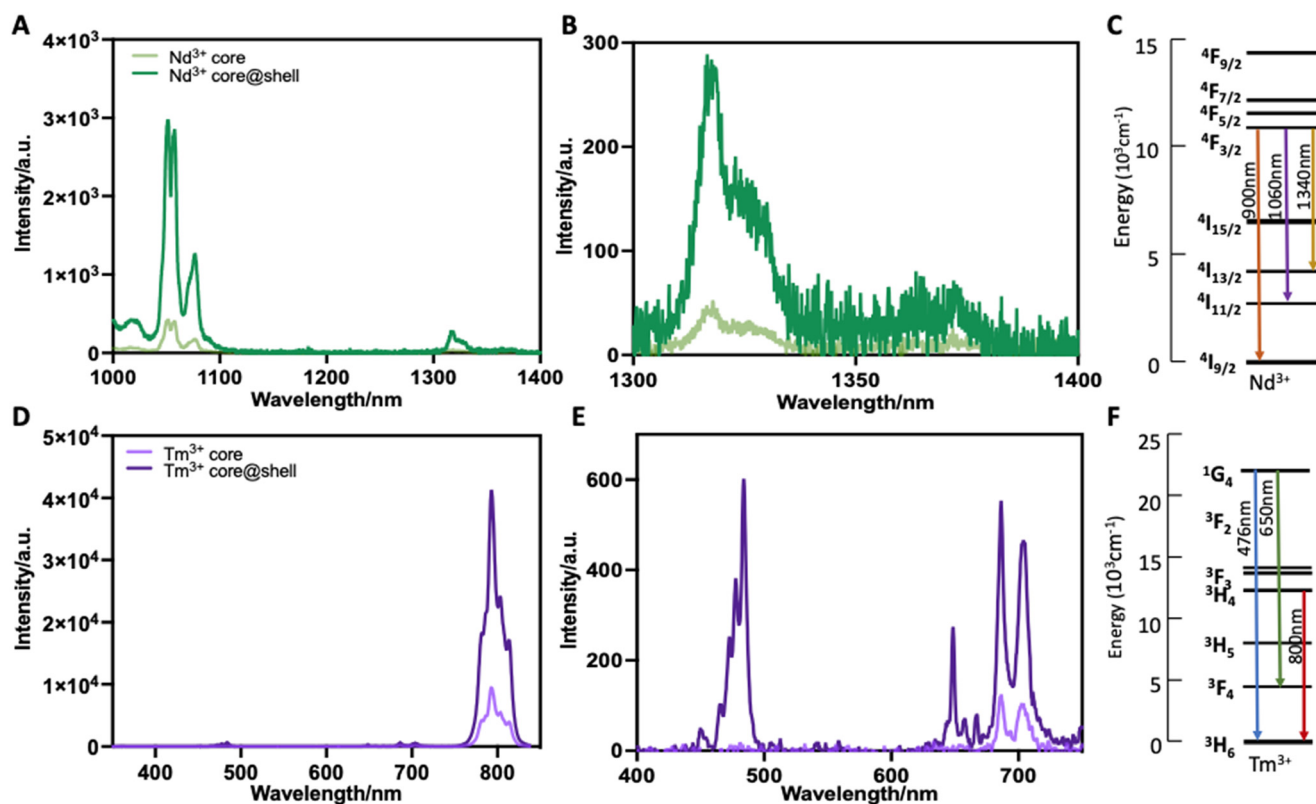 A
4×10³
3×10³
2×10³
1×10³
0
Intensity/a.u.
Nd³⁺ core
Nd³⁺ core@shell
1000
1100
1200
1300
1400
Wavelength/nm
B
300
200
100
0
Intensity/a.u.
1300
1350
1400
Wavelength/nm
C
15
10
5
0
Energy (10³cm⁻¹)
⁴F₉/₂
⁴F₇/₂
⁴F₅/₂
⁴F₃/₂
⁴I₁₅/₂
⁴I₁₃/₂
⁴I₁₁/₂
⁴I₉/₂
900nm
1060nm
1340nm
Nd³⁺
D
5×10⁴
4×10⁴
3×10⁴
2×10⁴
1×10⁴
0
Intensity/a.u.
Tm³⁺ core
Tm³⁺ core@shell
400
500
600
700
800
Wavelength/nm
E
600
400
200
0
Intensity/a.u.
400
500
600
700
Wavelength/nm
F
25
20
15
10
5
0
Energy (10³cm⁻¹)
¹G₄
³F₂
³F₃
³H₄
³H₅
³F₄
³H₆
476nm
650nm
800nm
Tm³⁺